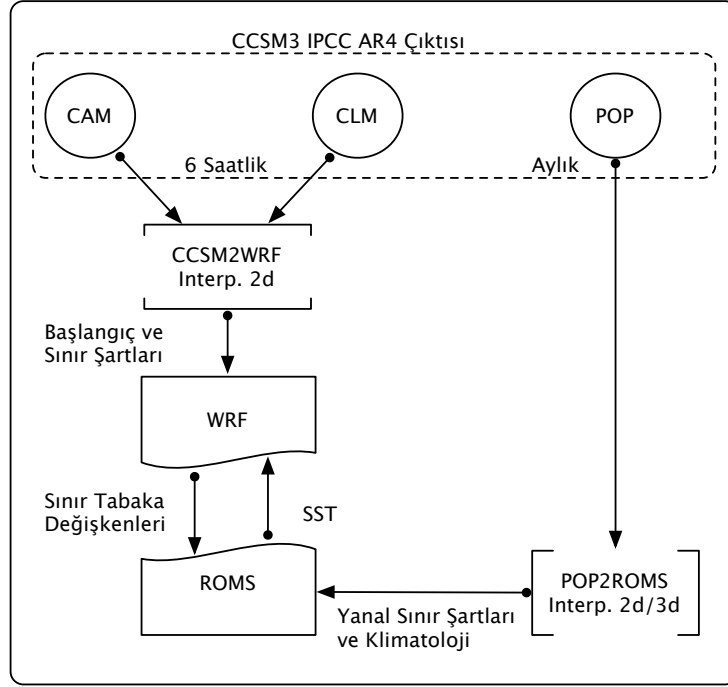 CCSM3 IPCC AR4 Çıktısı
CAM
CLM
POP
6 Saatlik
Aylık
CCSM2WRF
Interp. 2d
Başlangıç ve
Sınır Şartları
WRF
Sınır Tabaka
Değişkenleri
SST
ROMS
POP2ROMS
Interp. 2d/3d
Yanal Sınır Şartları
ve Klimatoloji